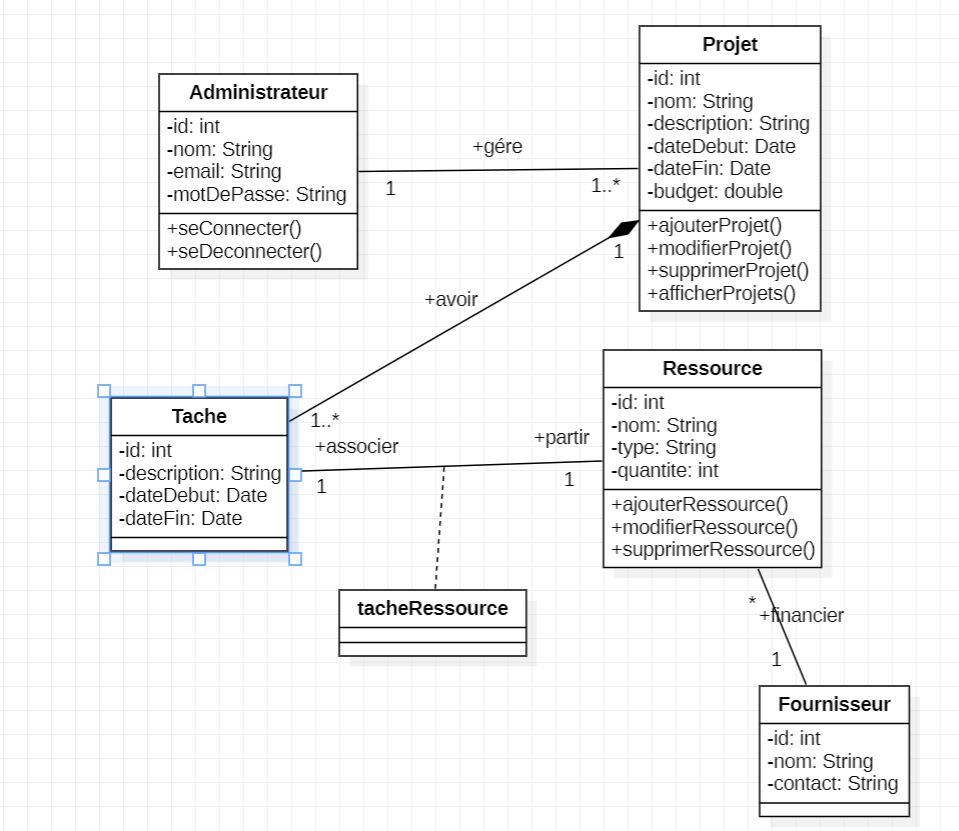 Administrateur
-id: int
-nom: String
-email: String
-motDePasse: String
+seConnecter()
+seDeconnecter()
+gére
1
1..*
Projet
-id: int
-nom: String
-description: String
-dateDebut: Date
-dateFin: Date
-budget: double
+ajouterProjet()
+modifierProjet()
+supprimerProjet()
+afficherProjets()
1
+avoir
1..*
Tache
-id: int
-description: String
-dateDebut: Date
-dateFin: Date
+associer
1
+partir
1
Ressource
-id: int
-nom: String
-type: String
-quantite: int
+ajouterRessource()
+modifierRessource()
+supprimerRessource()
tacheRessource
*
+financier
1
Fournisseur
-id: int
-nom: String
-contact: String